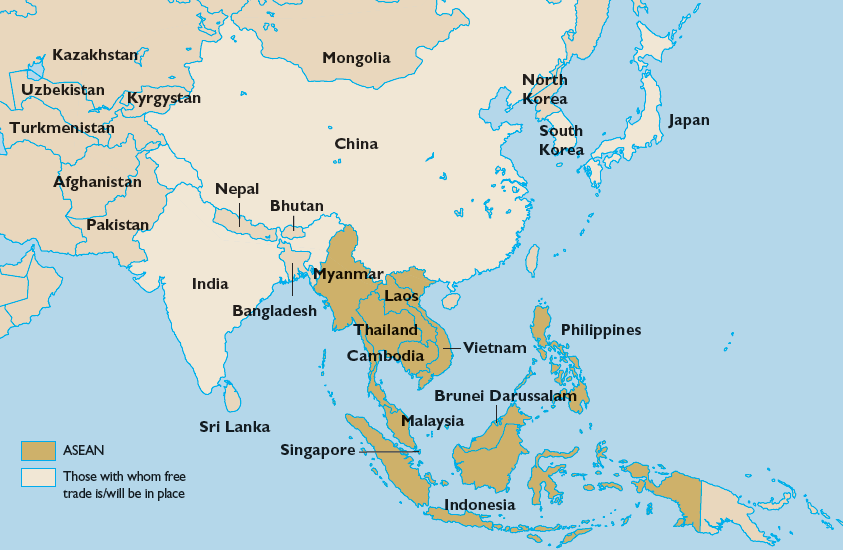 Kazakhstan
Mongolia
Uzbekistan
Kyrgystan
North
Korea
Turkmenistan
Japan
South
Korea
China
Afghanistan
Nepal
Bhutan
Pakistan
India
Myanmar
Laos
Bangladesh
Thailand
Philippines
Vietnam
Cambodia
Brunei Darussalam
Malaysia
Sri Lanka
Singapore
Indonesia
ASEAN
Those with whom free
trade is/will be in place